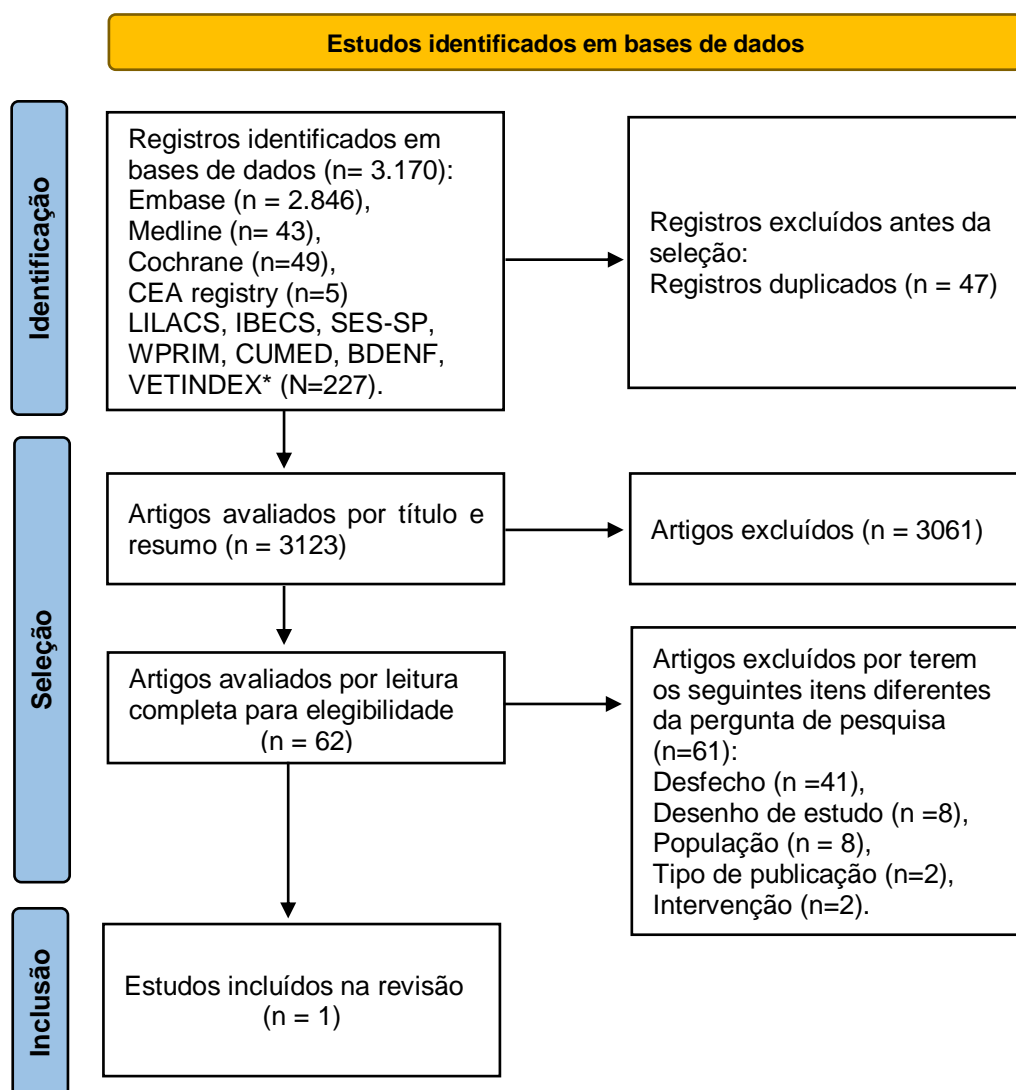 Estudos identificados em bases de dados
Identificação
Registros identificados em
bases de dados (n= 3.170):
Embase (n = 2.846),
Medline (n= 43),
Cochrane (n=49),
CEA registry (n=5)
LILACS, IBECS, SES-SP,
WPRIM, CUMED, BDENF,
VETINDEX* (N=227).
Registros excluídos antes da
seleção:
Registros duplicados (n = 47)
Seleção
Artigos avaliados por título e
resumo (n = 3123)
Artigos excluídos (n = 3061)
Artigos avaliados por leitura
completa para elegibilidade
(n = 62)
Artigos excluídos por terem
os seguintes itens diferentes
da pergunta de pesquisa
(n=61):
Desfecho (n =41),
Desenho de estudo (n =8),
População (n = 8),
Tipo de publicação (n=2),
Intervenção (n=2).
Inclusão
Estudos incluídos na revisão
(n = 1)